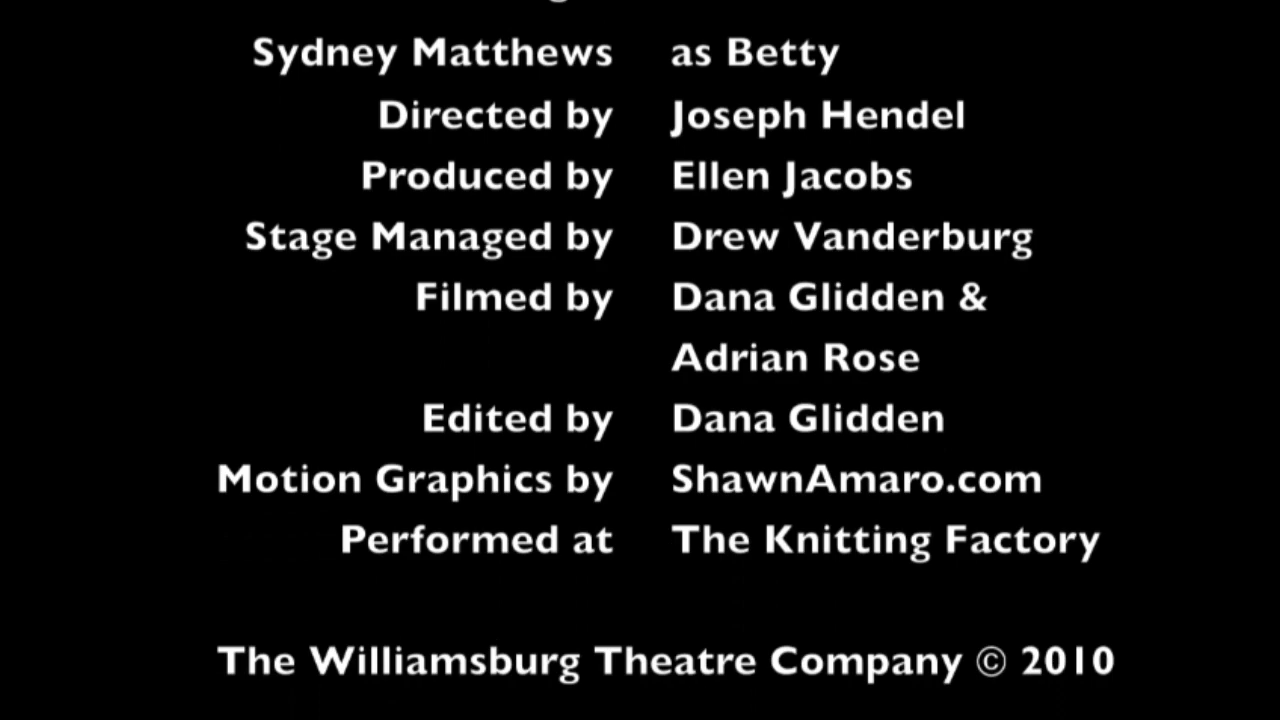 Sydney Matthews as Betty
Directed by Joseph Hendel
Produced by Ellen Jacobs
Stage Managed by Drew Vanderburg
Filmed by Dana Glidden &
Adrian Rose
Edited by Dana Glidden
Motion Graphics by ShawnAmaro.com
Performed at The Knitting Factory
The Williamsburg Theatre Company © 2010